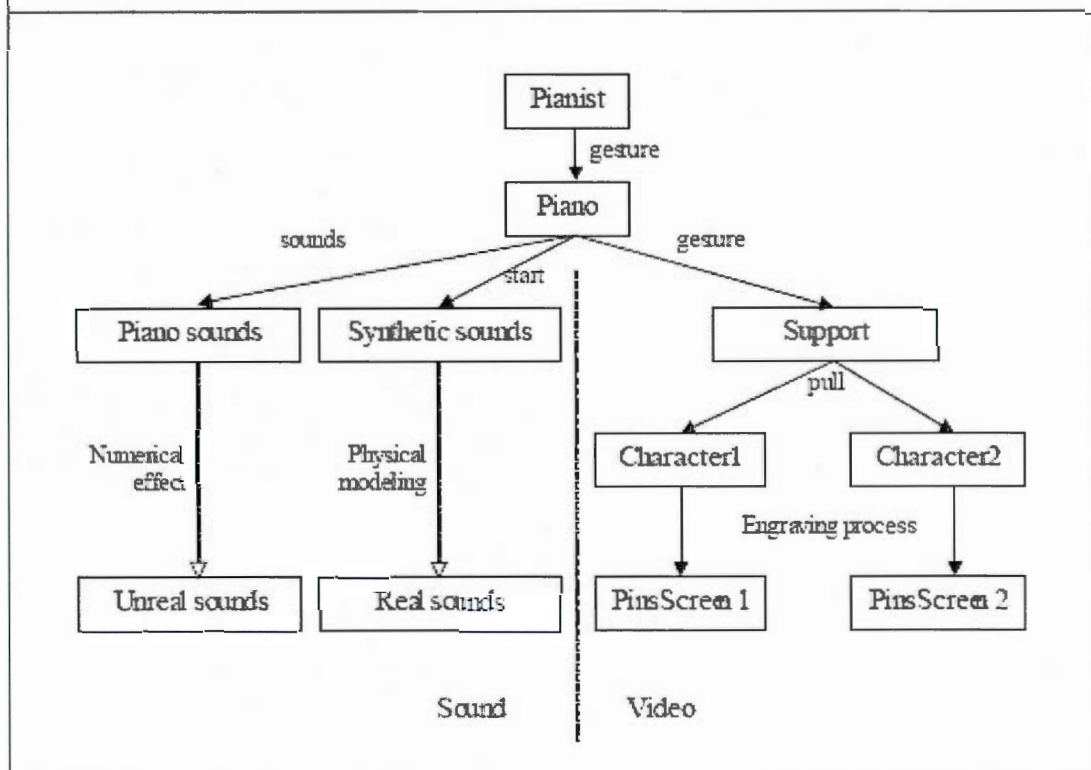 Pianist
gesture
Piano
sounds
gesture
start
Piano sounds
Synthetic sounds
Support
pull
Numerical
effect
Physical
modeling
Character1
Character2
Engraving process
Unreal sounds
Real sounds
PinsScreen 1
PinsScreen 2
Sound
Video